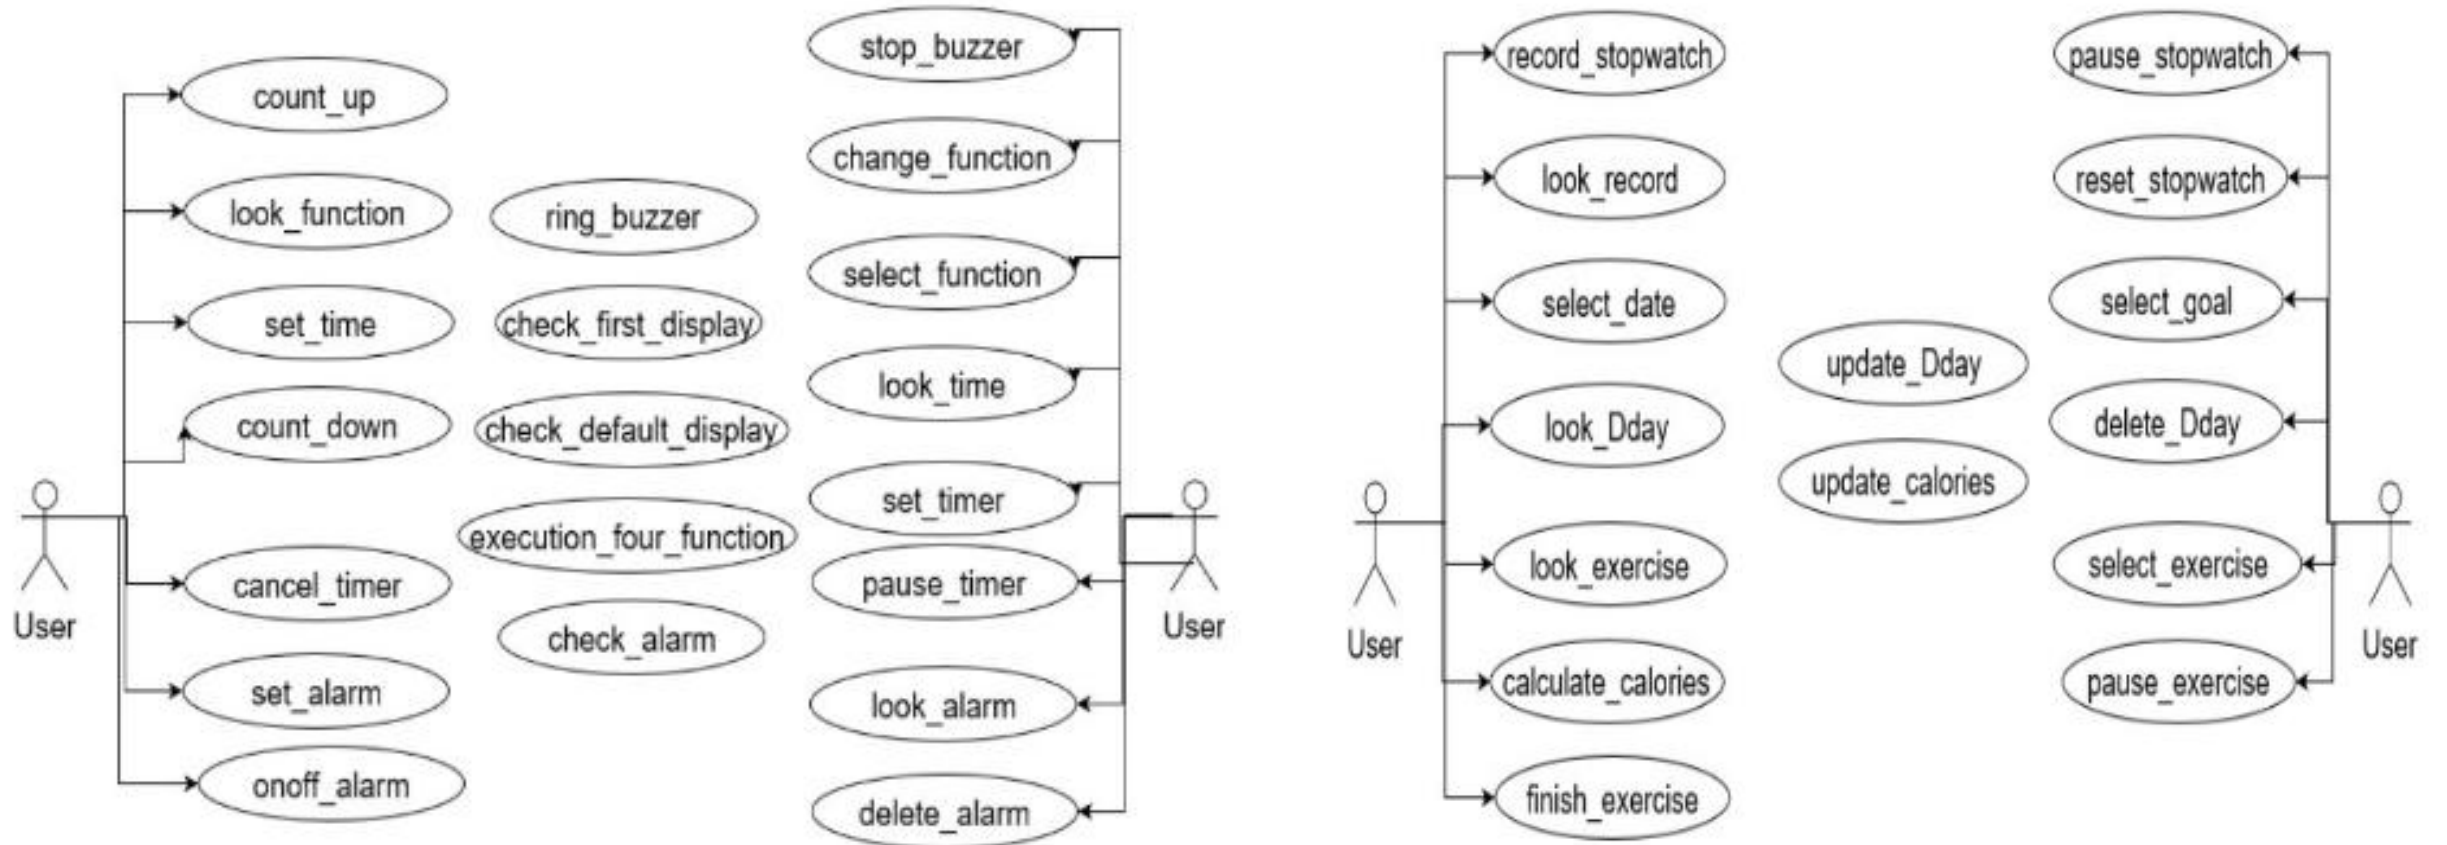 count_up
look_function
set_time
count_down
cancel_timer
set_alarm
onoff_alarm
User
ring_buzzer
check_first_display
check_default_display
execution_four_function
check_alarm
stop_buzzer
change_function
select_function
look_time
set_timer
pause_timer
look_alarm
delete_alarm
User
record_stopwatch
look_record
select_date
look_Dday
look_exercise
calculate_calories
finish_exercise
User
update_Dday
update_calories
pause_stopwatch
reset_stopwatch
select_goal
delete_Dday
select_exercise
pause_exercise
User